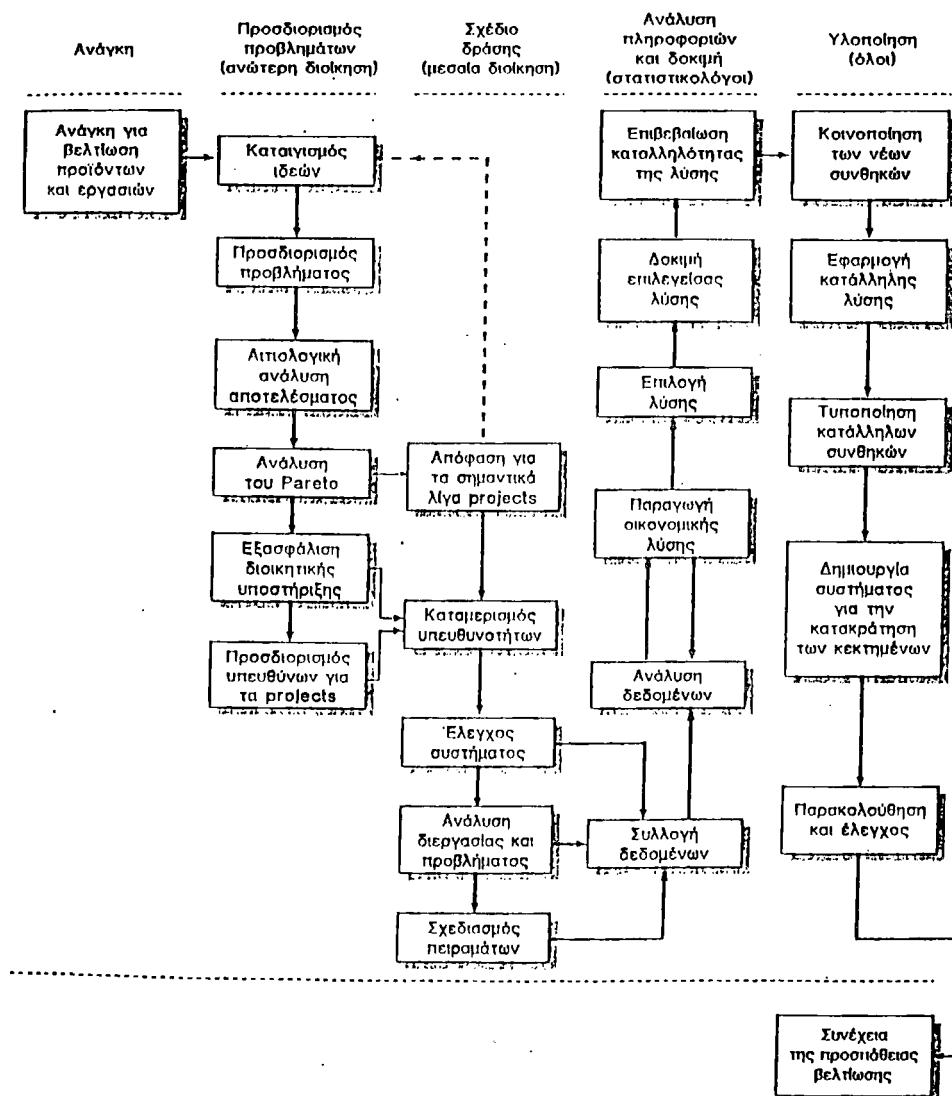 Ανάγκη
Προσδιορισμός
προβλημάτων
(ανώτερη διοίκηση)
Σχέδιο
δράσης
(μεσαία διοίκηση)
Ανάλυση
πληροφοριών
και δοκιμή
(στατιστικολόγοι)
Υλοποίηση
(όλοι)
Ανάγκη για
βελτίωση
προϊόντων
και εργασιών
Καταιγισμός
ιδεών
Προσδιορισμός
προβλήματος
Αιτιολογική
ανάλυση
αποτελέσματος
Ανάλυση
του Pareto
Εξασφάλιση
διοικητικής
υποστήριξης
Προσδιορισμός
υπευθύνων για
τα projects
Απόφαση για
τα σημαντικά
λίγα projects
Καταμερισμός
υπευθυνοτήτων
Έλεγχος
συστήματος
Ανάλυση
διεργασίας και
προβλήματος
Σχεδιασμός
πειραμάτων
Επιβεβαίωση
καταλληλότητας
της λύσης
Δοκιμή
επιλεγείσας
λύσης
Επιλογή
λύσης
Παραγωγή
οικονομικής
λύσης
Ανάλυση
δεδομένων
Συλλογή
δεδομένων
Κοινοποίηση
των νέων
συνθηκών
Εφαρμογή
κατάλληλης
λύσης
Τυποποίηση
κατάλληλων
συνθηκών
Δημιουργία
συστήματος
για την
κατακράτηση
των κεκτημένων
Παρακολούθηση
και έλεγχος
Συνέχεια
της προσπάθειας
βελτίωσης